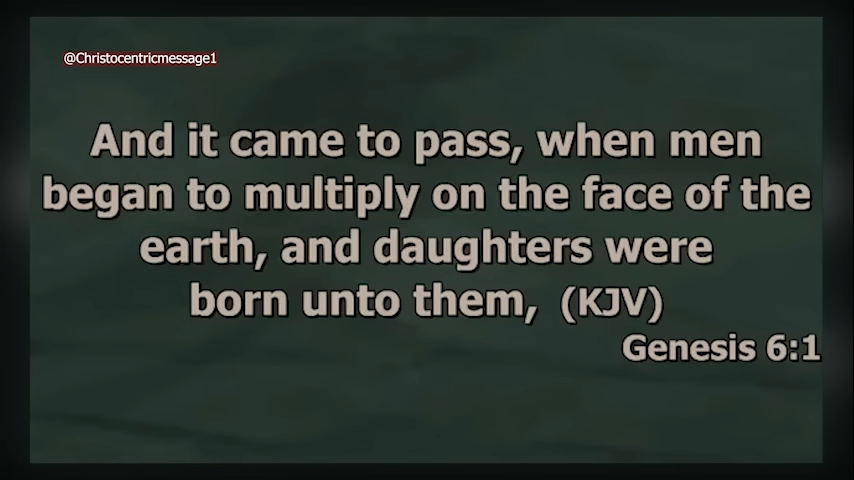 @Christocentricmessage1
And it came to pass, when men
began to multiply on the face of the
earth, and daughters were
born unto them, (KJV)
Genesis 6:1